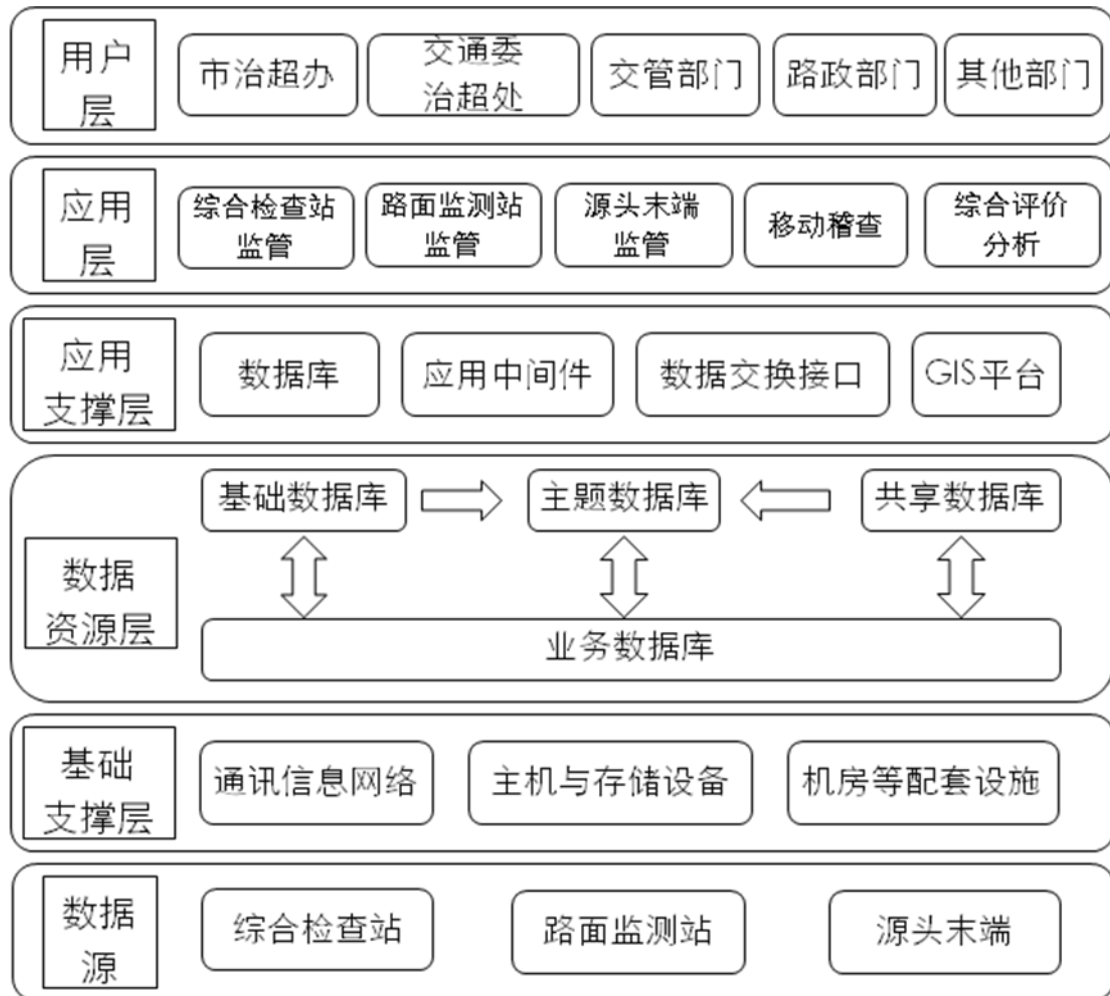 用户
层
市治超办
交通委
治超处
交管部门
路政部门
其他部门
应用
层
综合检查站
监管
路面监测站
监管
源头末端
监管
移动稽查
综合评价
分析
应用
支撑层
数据库
应用中间件
数据交换接口
GIS平台
数据
资源层
基础数据库
主题数据库
共享数据库
业务数据库
基础
支撑层
通讯信息网络
主机与存储设备
机房等配套设施
数据
源
综合检查站
路面监测站
源头末端